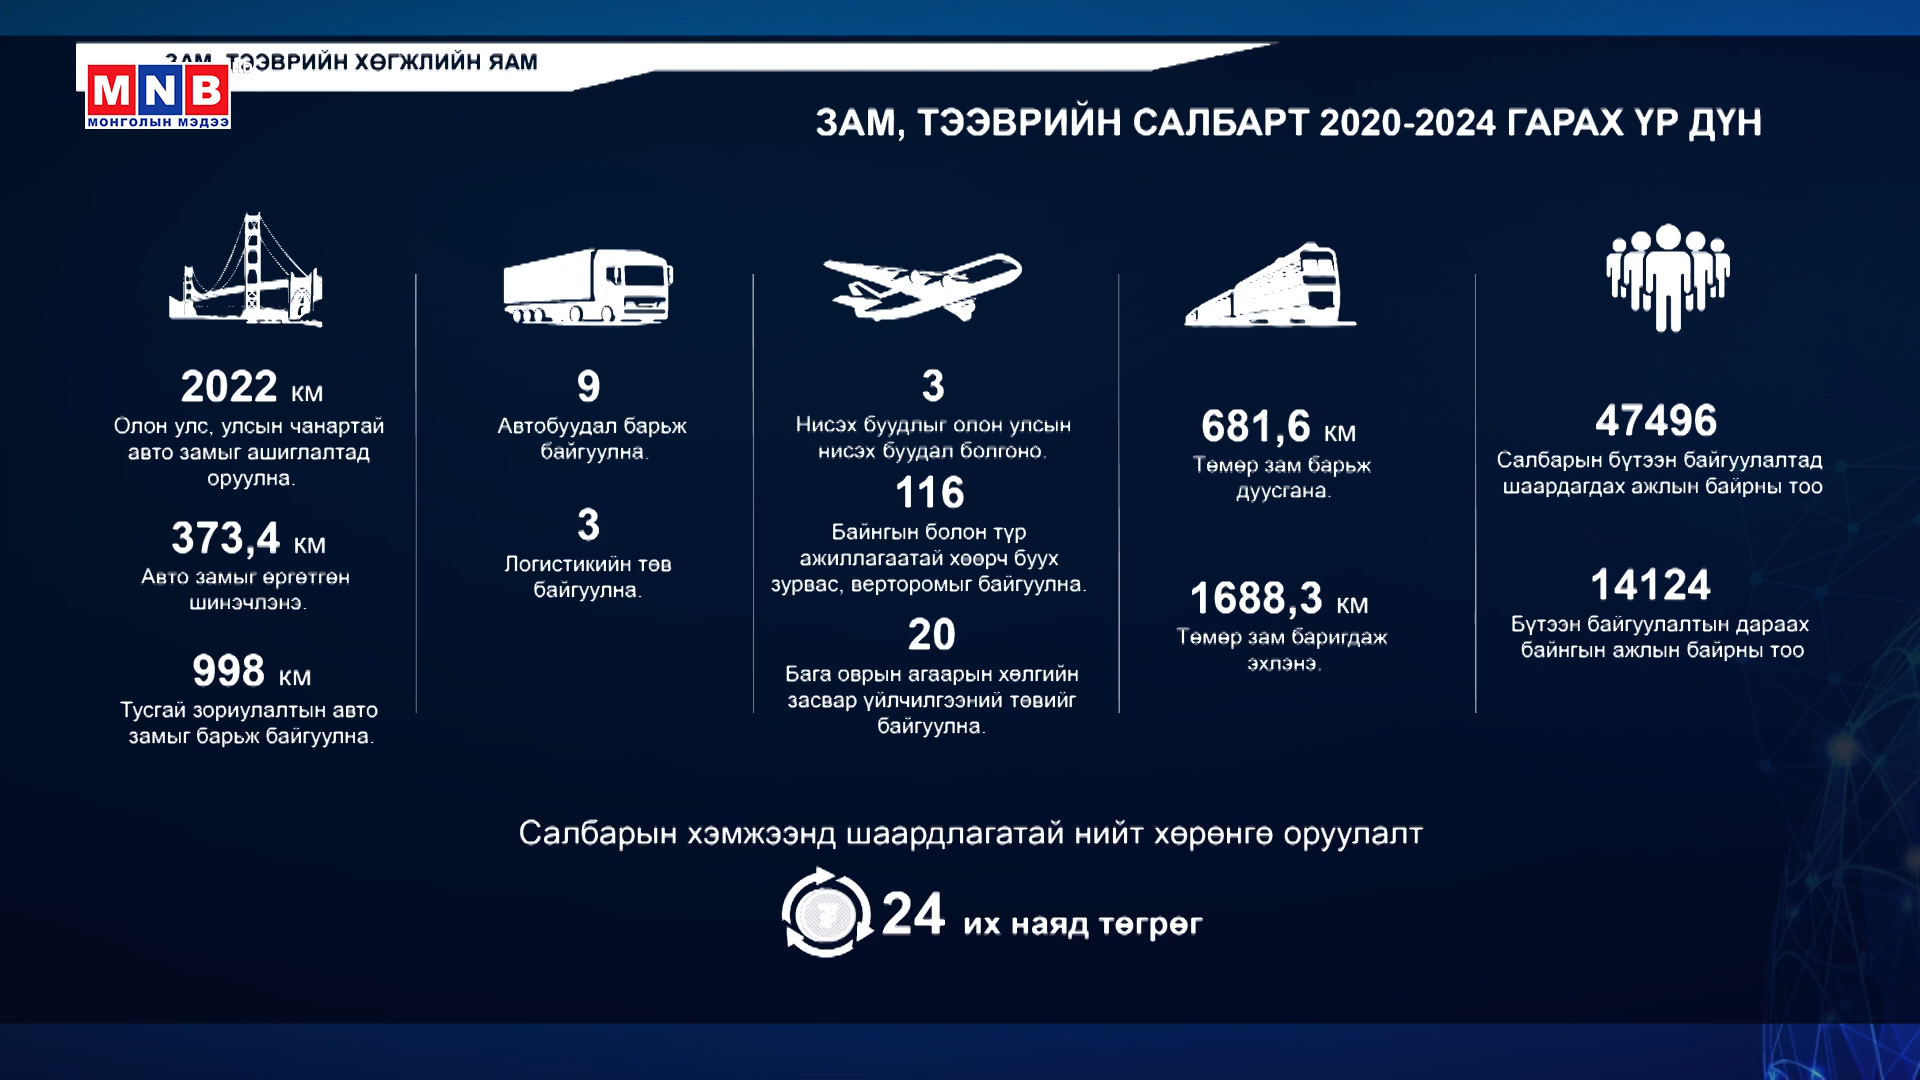 ЗАМ, ТЭЭВРИЙН ХӨГЖЛИЙН ЯАМ
MNB
МОНГОЛЫН МЭДЭЭ
ЗАМ, ТЭЭВРИЙН САЛБАРТ 2020-2024 ГАРАХ ҮР ДҮН
2022 км
Олон улс, улсын чанартай
авто замыг ашиглалтад
оруулна.
373,4 км
Авто замыг өргөтгөн
шинэчлэнэ.
998 км
Тусгай зориулалтын авто
замыг барьж байгуулна.
9
Автобуудал барьж
байгуулна.
3
Логистикийн төв
байгуулна.
3
Нисэх буудлыг олон улсын
нисэх буудал болгоно.
116
Байнгын болон түр
ажиллагаатай хөөрч буух
зурвас, верторомыг байгуулна.
20
Бага оврын агаарын хөлгийн
засвар үйлчилгээний төвийг
байгуулна.
681,6 км
Төмөр зам барьж
дуусгана.
1688,3 км
Төмөр зам баригдаж
эхлэнэ.
47496
Салбарын бүтээн байгуулалтад
шаардагдах ажлын байрны тоо
14124
Бүтээн байгуулалтын дараах
байнгын ажлын байрны тоо
Салбарын хэмжээнд шаардлагатай нийт хөрөнгө оруулалт
₮ 24 их наяд төгрөг